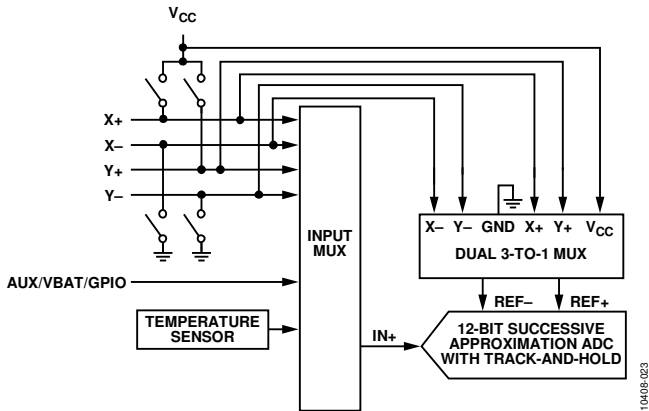 VCC
X+
X–
Y+
Y–
INPUT
MUX
X– Y– GND X+ Y+ VCC
DUAL 3-TO-1 MUX
AUX/VBAT/GPIO
REF– REF+
TEMPERATURE
SENSOR
IN+
12-BIT SUCCESSIVE
APPROXIMATION ADC
WITH TRACK-AND-HOLD
10408-023